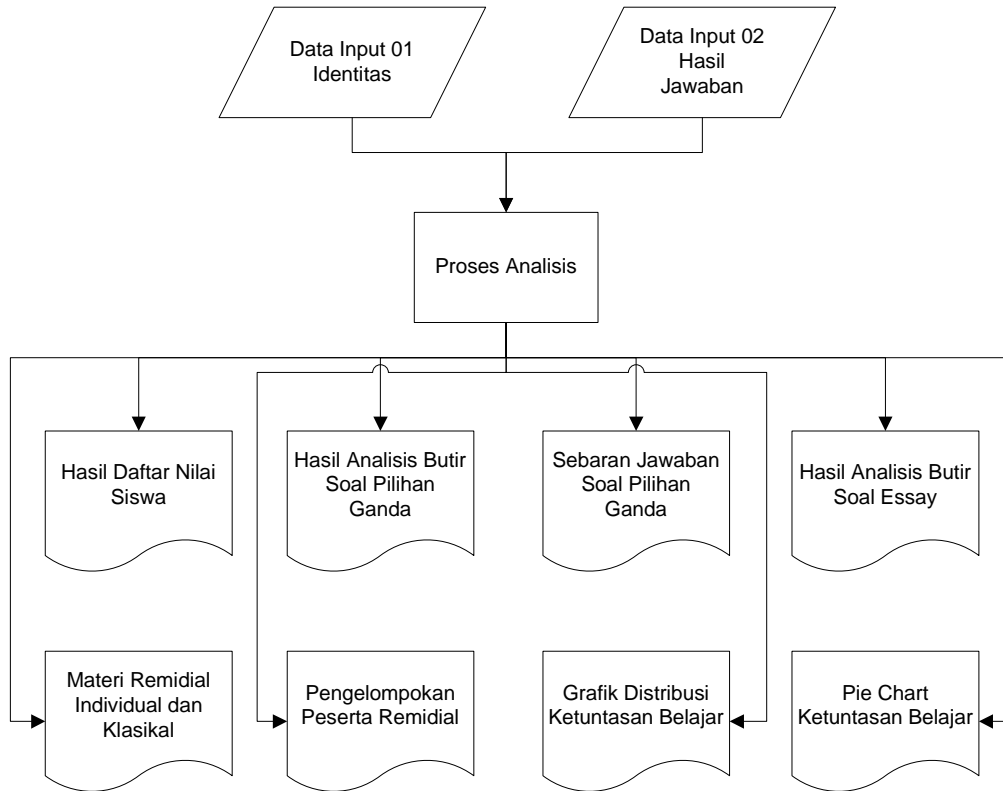 Data Input 01
Identitas
Data Input 02
Hasil
Jawaban
Proses Analisis
Hasil Daftar Nilai
Siswa
Hasil Analisis Butir
Soal Pilihan
Ganda
Sebaran Jawaban
Soal Pilihan
Ganda
Hasil Analisis Butir
Soal Essay
Materi Remidial
Individual dan
Klasikal
Pengelompokan
Peserta Remidial
Grafik Distribusi
Ketuntasan Belajar
Pie Chart
Ketuntasan Belajar